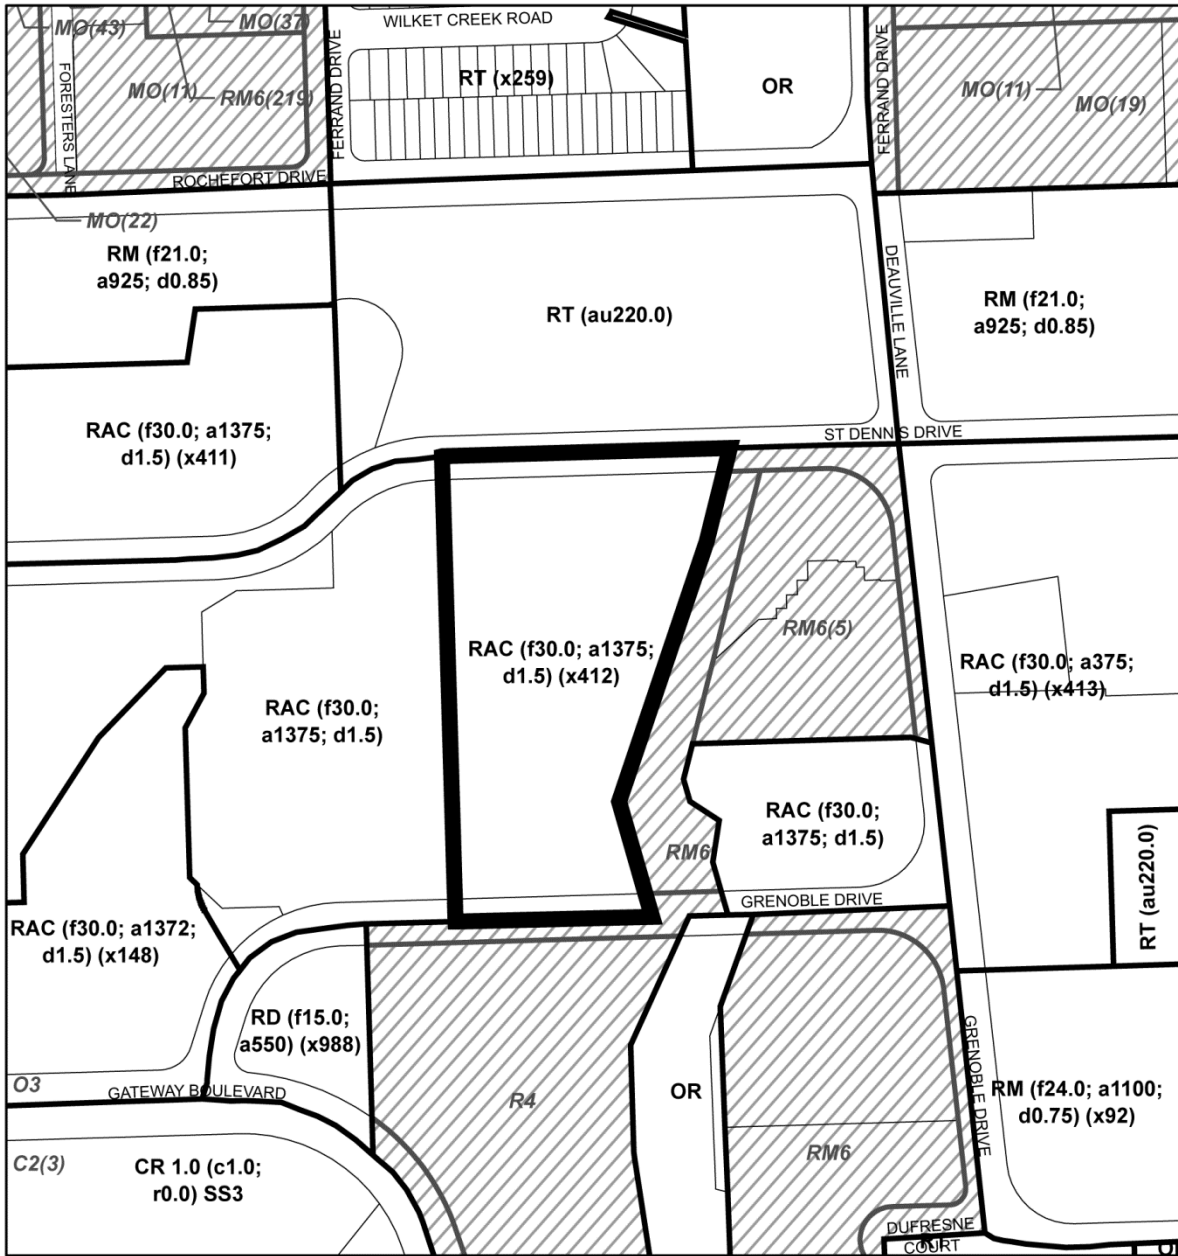 WILKET CREEK ROAD
MO(43)
MO(37)
FERRAND DRIVE
FERRAND DRIVE
FORESTERS LANE
MO(11)
RM6(219)
RT (x259)
OR
MO(11)
MO(19)
ROCHEFORT DRIVE
MO(22)
RM (f21.0;
a925; d0.85)
DEAUVILLE LANE
RT (au220.0)
RM (f21.0;
a925; d0.85)
RAC (f30.0; a1375;
d1.5) (x411)
ST DENNIS DRIVE
RM6(5)
RAC (f30.0; a1375;
d1.5) (x412)
RAC (f30.0; a375;
d1.5) (x413)
RAC (f30.0;
a1375; d1.5)
RAC (f30.0;
a1375; d1.5)
RM6
RT (au220.0)
GRENOBLE DRIVE
RAC (f30.0; a1372;
d1.5) (x148)
RD (f15.0;
a550) (x988)
GRENOBLE DRIVE
O3
GATEWAY BOULEVARD
R4
OR
RM (f24.0; a1100;
d0.75) (x92)
C2(3)
CR 1.0 (c1.0;
r0.0) SS3
RM6
DUFRESNE
COURT